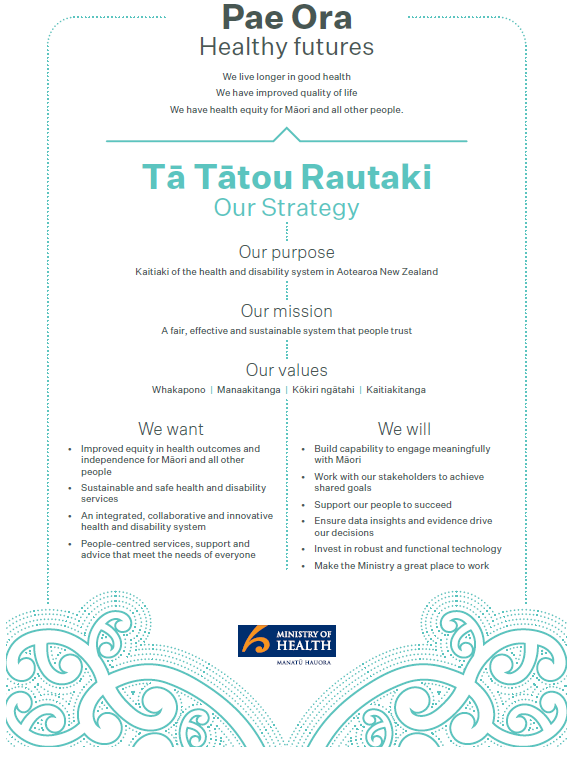 Pae Ora
Healthy futures
We live longer in good health
We have improved quality of life
We have health equity for Māori and all other people.
Tā Tātou Rautaki
Our Strategy
Our purpose
Kaitiaki of the health and disability system in Aotearoa New Zealand
Our mission
A fair, effective and sustainable system that people trust
Our values
Whakapono | Manaakitanga | Kōkiri ngātahi | Kaitiakitanga
We want
• Improved equity in health outcomes and
independence for Māori and all other
people
• Sustainable and safe health and disability
services
• An integrated, collaborative and innovative
health and disability system
• People-centred services, support and
advice that meet the needs of everyone
We will
• Build capability to engage meaningfully
with Māori
• Work with our stakeholders to achieve
shared goals
• Support our people to succeed
• Ensure data insights and evidence drive
our decisions
• Invest in robust and functional technology
• Make the Ministry a great place to work
MINISTRY OF
HEALTH
MANATŪ HAUORA